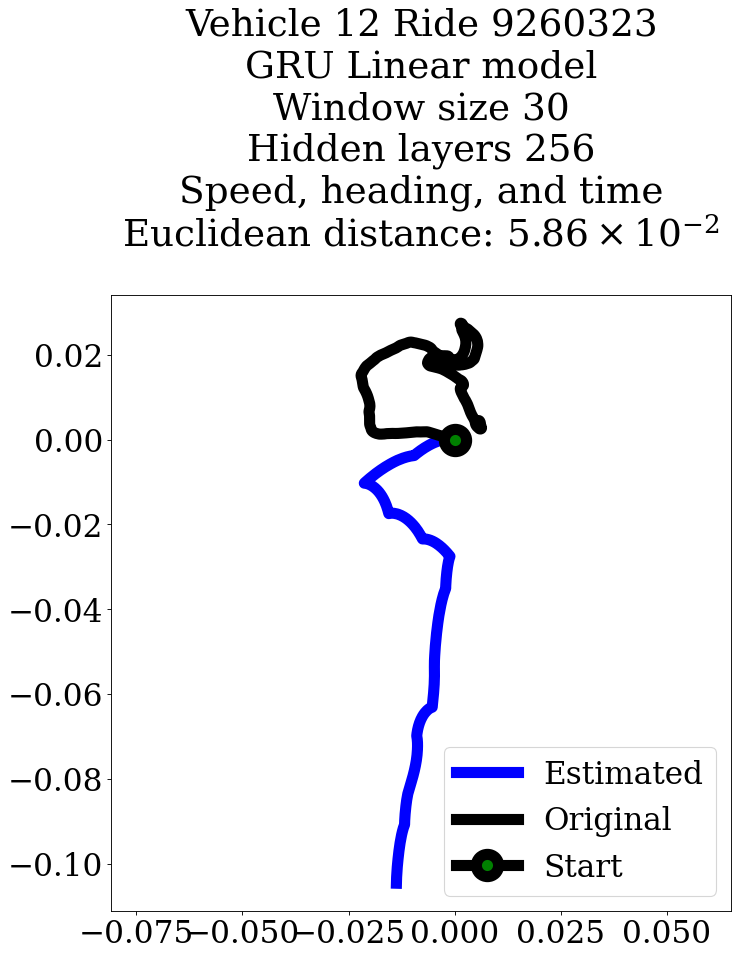 Vehicle 12 Ride 9260323
GRU Linear model
Window size 30
Hidden layers 256
Speed, heading, and time
Euclidean distance: 5.86 × 10⁻²
0.02
0.00
−0.02
−0.04
−0.06
−0.08
−0.10
Estimated
Original
Start
−0.075 −0.050 −0.025 0.000 0.025 0.050